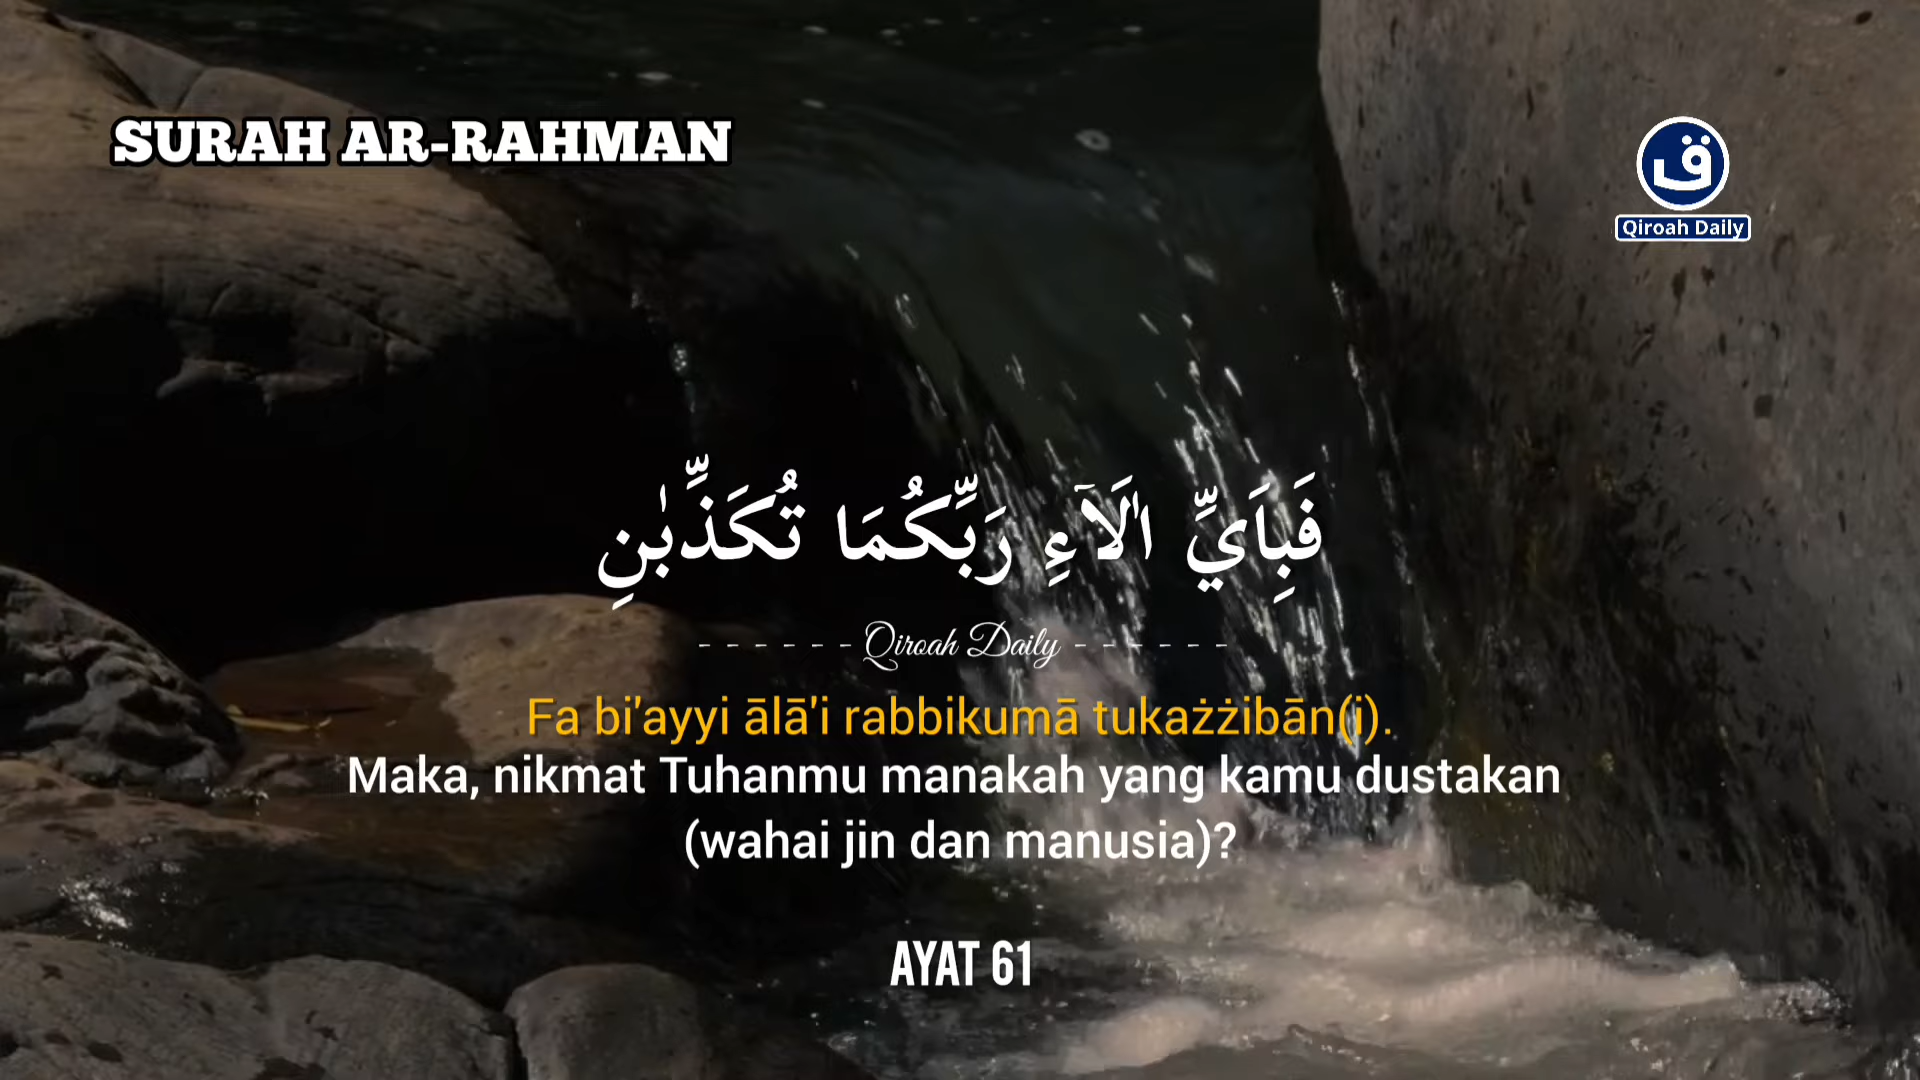 SURAH AR-RAHMAN
ق
Qiroah Daily
فَبِاَيِّ اٰلَاۤءِ رَبِّكُمَا تُكَذِّبٰنِ
------Qiroah Daily------
Fa bi'ayyi ālā'i rabbikumā tukażżibān(i).
Maka, nikmat Tuhanmu manakah yang kamu dustakan
(wahai jin dan manusia)?
AYAT 61